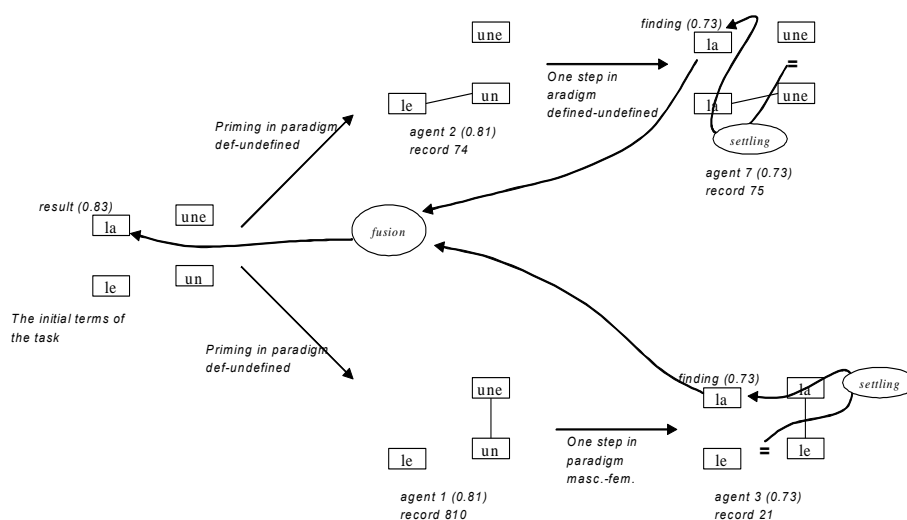 une
finding (0.73)
la
une
One step in
aradigm
defined-undefined
=
le
un
la
une
Priming in paradigm
def-undefined
agent 2 (0.81)
record 74
settling
agent 7 (0.73)
record 75
result (0.83)
la
une
fusion
le
un
The initial terms of
the task
Priming in paradigm
def-undefined
une
finding (0.73)
la
la
settling
le
un
One step in
paradigm
masc.-fem.
le
=
le
agent 1 (0.81)
record 810
agent 3 (0.73)
record 21